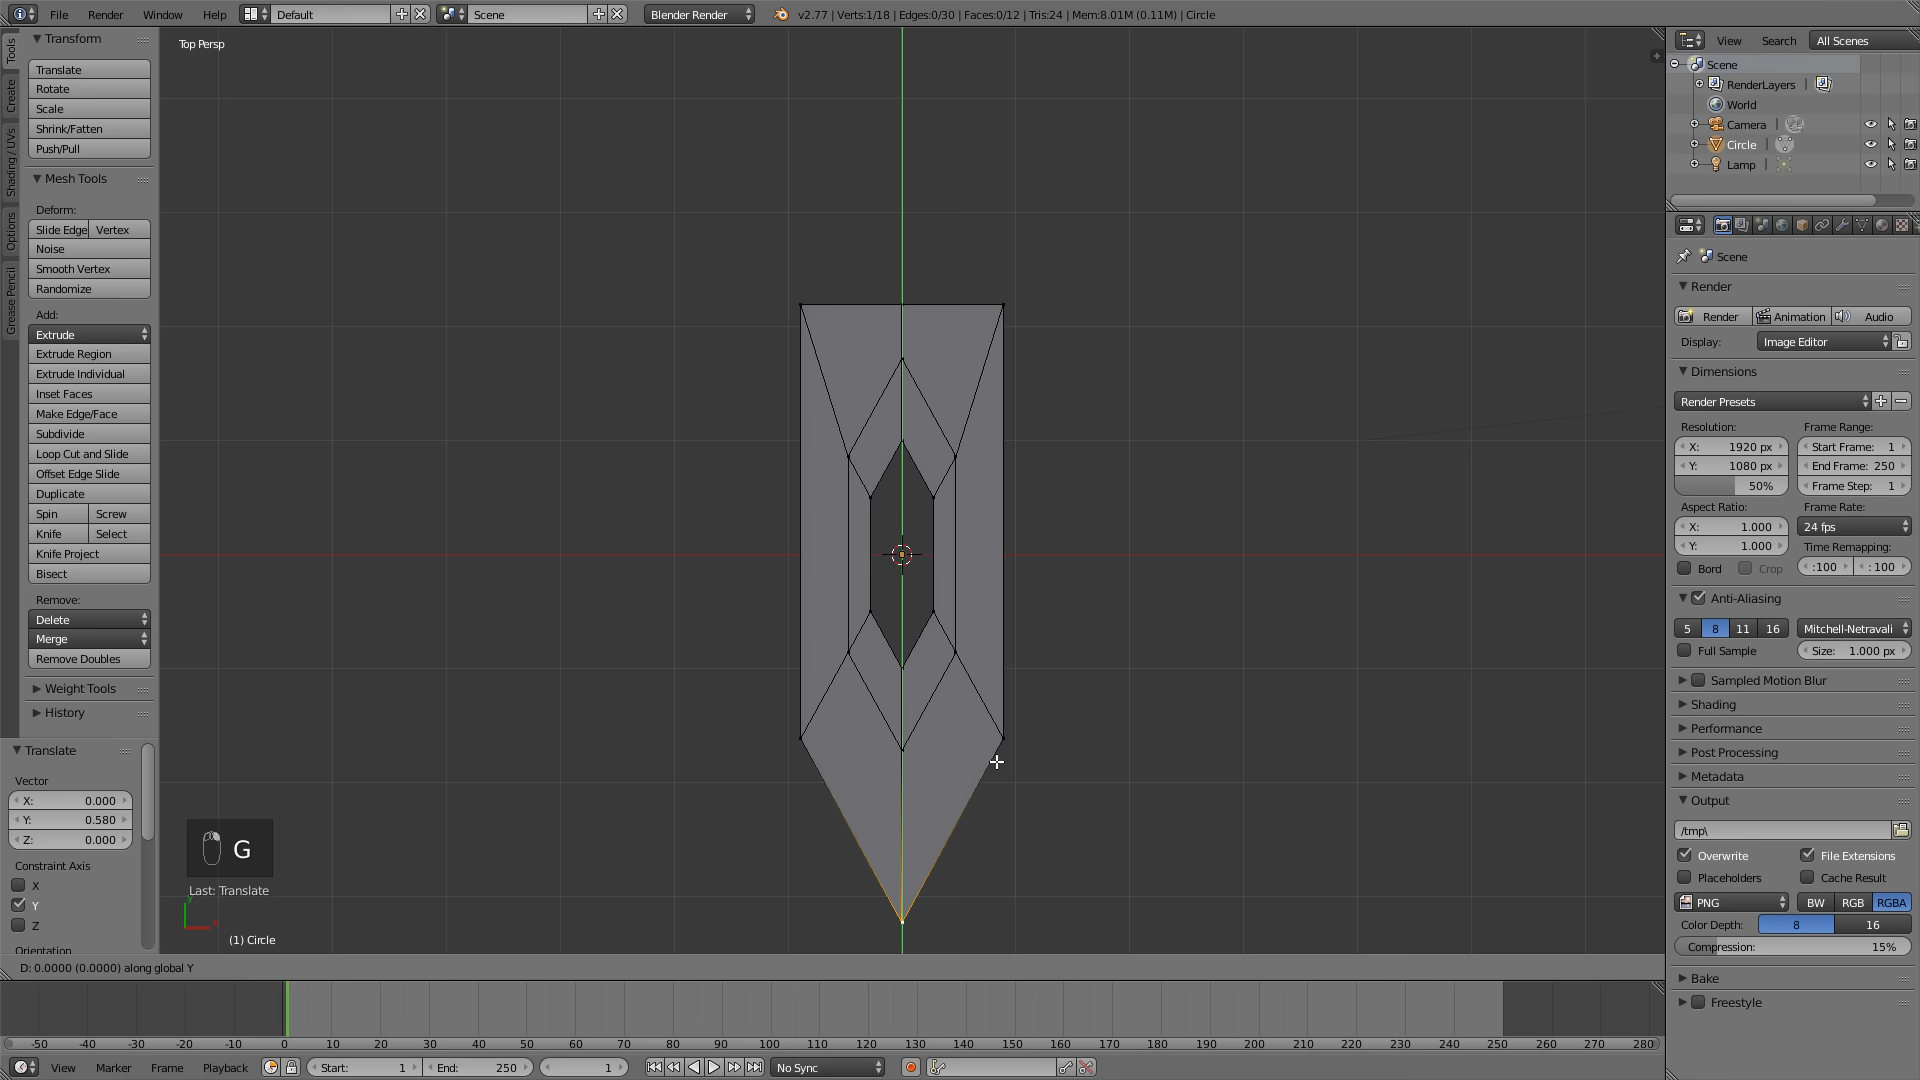 File Render Window Help Default Scene Blender Render v2.77 | Verts:1/18 | Edges:0/30 | Faces:0/12 | Tris:24 | Mem:8.01M (0.11M) | Circle
Tools
Create
Shading / UVs
Options
Grease Pencil
Transform
Translate
Rotate
Scale
Shrink/Fatten
Push/Pull
Mesh Tools
Deform:
Slide Edge Vertex
Noise
Smooth Vertex
Randomize
Add:
Extrude
Extrude Region
Extrude Individual
Inset Faces
Make Edge/Face
Subdivide
Loop Cut and Slide
Offset Edge Slide
Duplicate
Spin Screw
Knife Select
Knife Project
Bisect
Remove:
Delete
Merge
Remove Doubles
Weight Tools
History
Translate
Vector
X: 0.000
Y: 0.580
Z: 0.000
Constraint Axis
X
Y
Z
Orientation
Top Persp
G
Last: Translate
y
(1) Circle
D: 0.0000 (0.0000) along global Y
View Search All Scenes
Scene
RenderLayers |
World
Camera |
Circle |
Lamp |
Scene
Render
Render Animation Audio
Display: Image Editor
Dimensions
Render Presets
Resolution: Frame Range:
X: 1920 px Start Frame: 1
Y: 1080 px End Frame: 250
50% Frame Step: 1
Aspect Ratio: Frame Rate:
X: 1.000 24 fps
Y: 1.000 Time Remapping:
Bord Crop :100 : 100
Anti-Aliasing
5 8 11 16 Mitchell-Netravali
Full Sample Size: 1.000 px
Sampled Motion Blur
Shading
Performance
Post Processing
Metadata
Output
/tmp\
Overwrite File Extensions
Placeholders Cache Result
PNG BW RGB RGBA
Color Depth: 8 16
Compression: 15%
Bake
Freestyle
-50 -40 -30 -20 -10 0 10 20 30 40 50 60 70 80 90 100 110 120 130 140 150 160 170 180 190 200 210 220 230 240 250 260 270 280
View Marker Frame Playback Start: 1 End: 250 1 No Sync